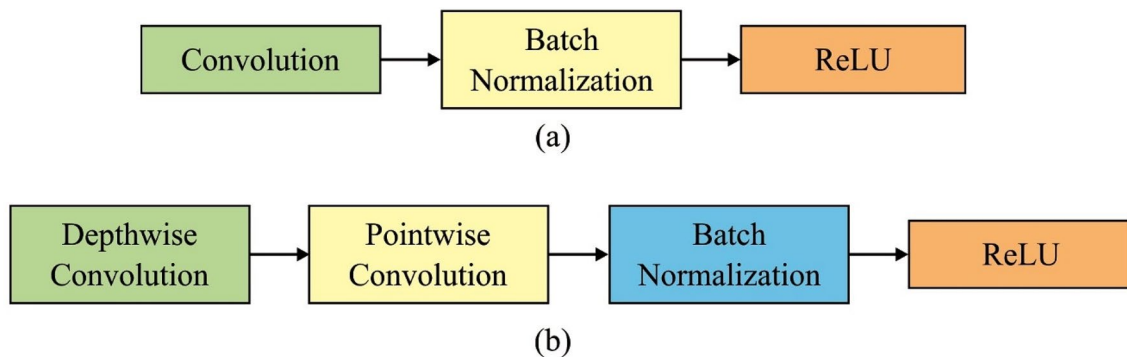 Convolution
Batch
Normalization
ReLU
(a)
Depthwise
Convolution
Pointwise
Convolution
Batch
Normalization
ReLU
(b)